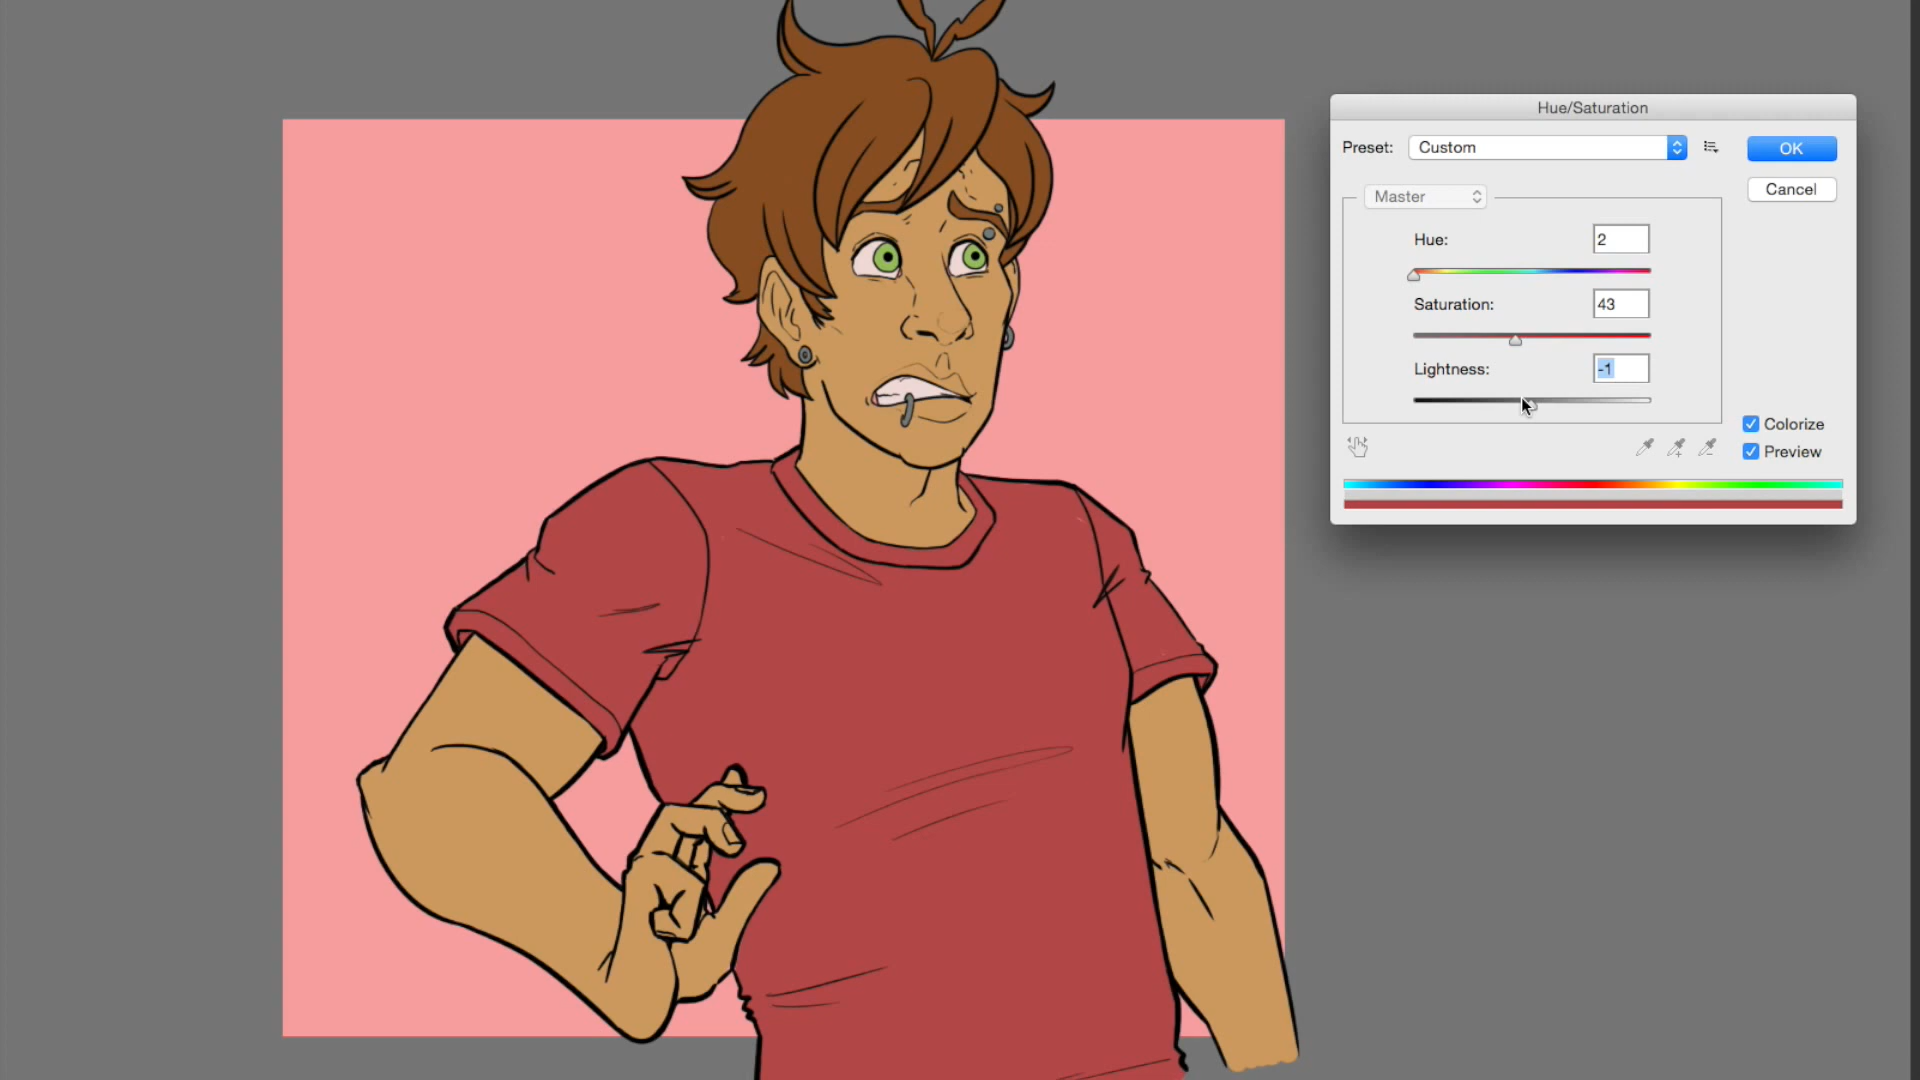 Hue/Saturation
Preset: Custom
OK
Cancel
Master
Hue: 2
Saturation: 43
Lightness: -1
Colorize
Preview